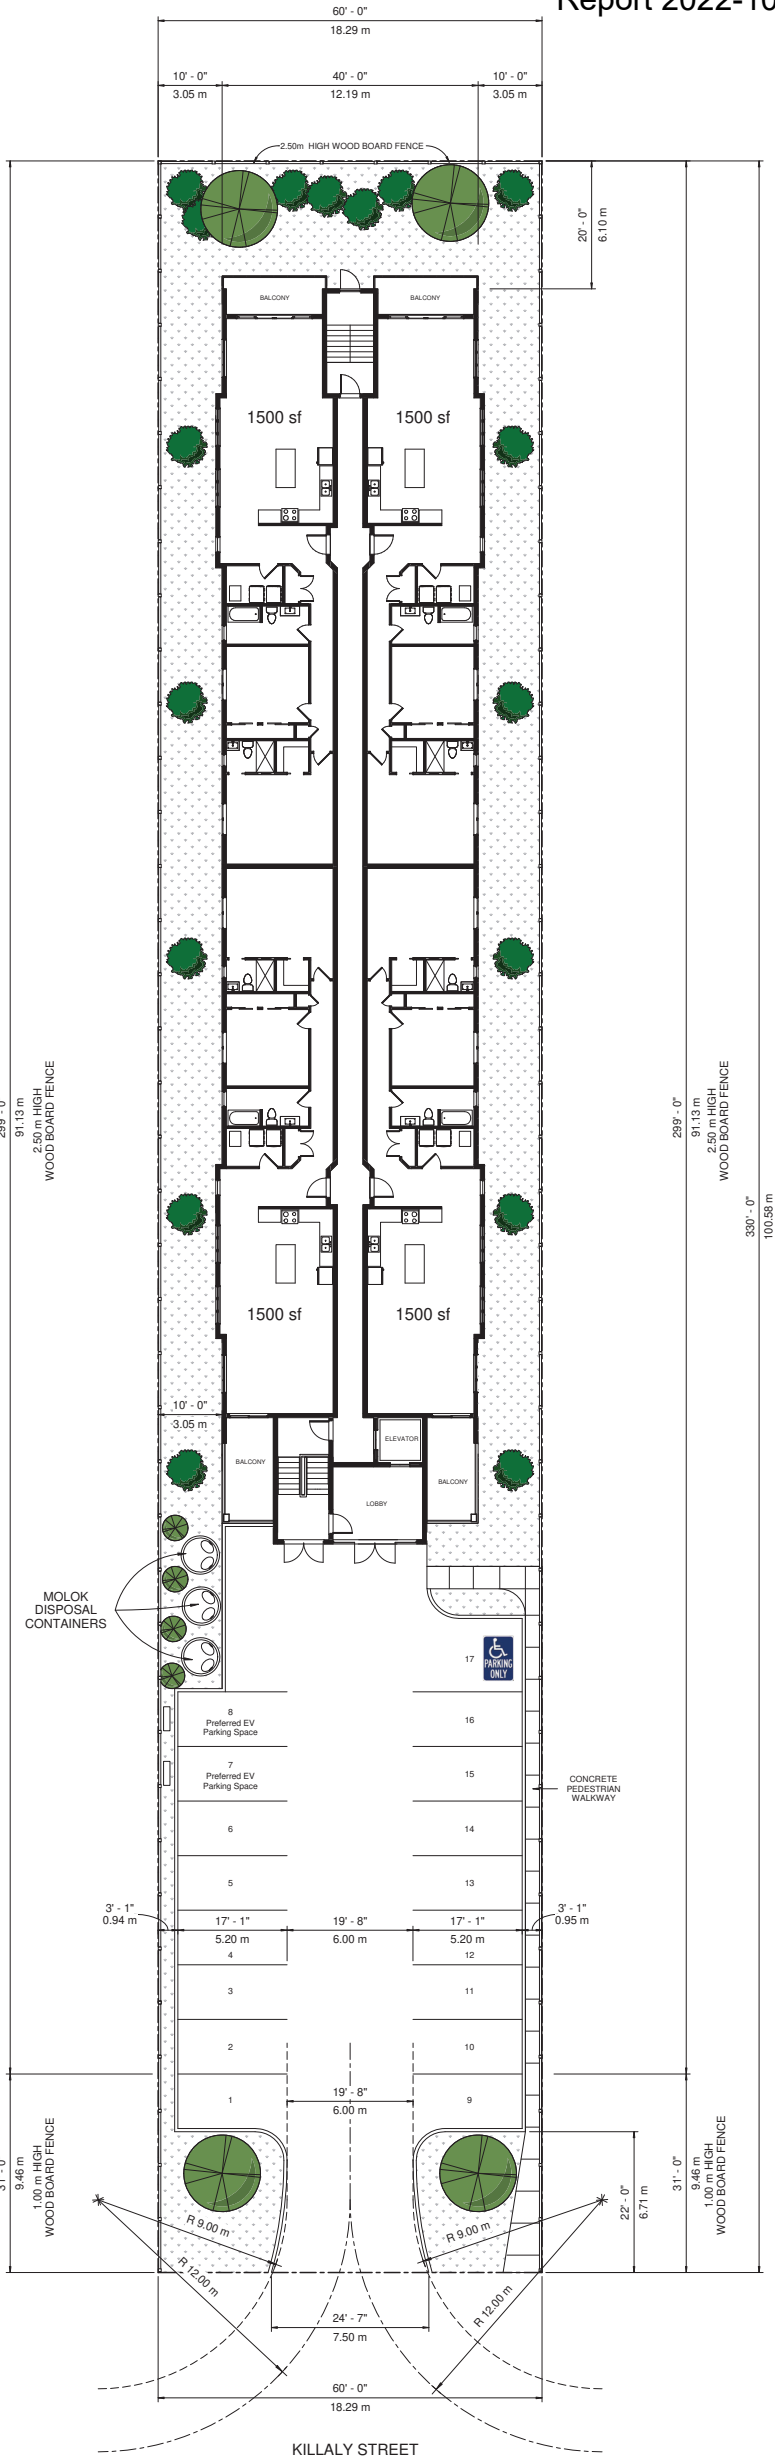 Report 2022-10
60' - 0"
18.29 m
10' - 0"
3.05 m
40' - 0"
12.19 m
10' - 0"
3.05 m
2.50m HIGH WOOD BOARD FENCE
20' - 0"
6.10 m
BALCONY
BALCONY
1500 sf
1500 sf
299' - 0"
91.13 m
2.50 m HIGH
WOOD BOARD FENCE
299' - 0"
91.13 m
2.50 m HIGH
WOOD BOARD FENCE
330' - 0"
100.58 m
1500 sf
1500 sf
10' - 0"
3.05 m
BALCONY
ELEVATOR
BALCONY
LOBBY
MOLOK
DISPOSAL
CONTAINERS
17
PARKING
ONLY
8
Preferred EV
Parking Space
16
7
Preferred EV
Parking Space
15
CONCRETE
PEDESTRIAN
WALKWAY
6
14
5
13
3' - 1"
0.94 m
17' - 1"
5.20 m
19' - 8"
6.00 m
17' - 1"
5.20 m
3' - 1"
0.95 m
4
12
3
11
2
10
1
19' - 8"
6.00 m
9
31' - 0"
9.46 m
1.00 m HIGH
WOOD BOARD FENCE
22' - 0"
6.71 m
31' - 0"
9.46 m
1.00 m HIGH
WOOD BOARD FENCE
R 9.00 m
R 9.00 m
R 12.00 m
R 12.00 m
24' - 7"
7.50 m
60' - 0"
18.29 m
KILLALY STREET